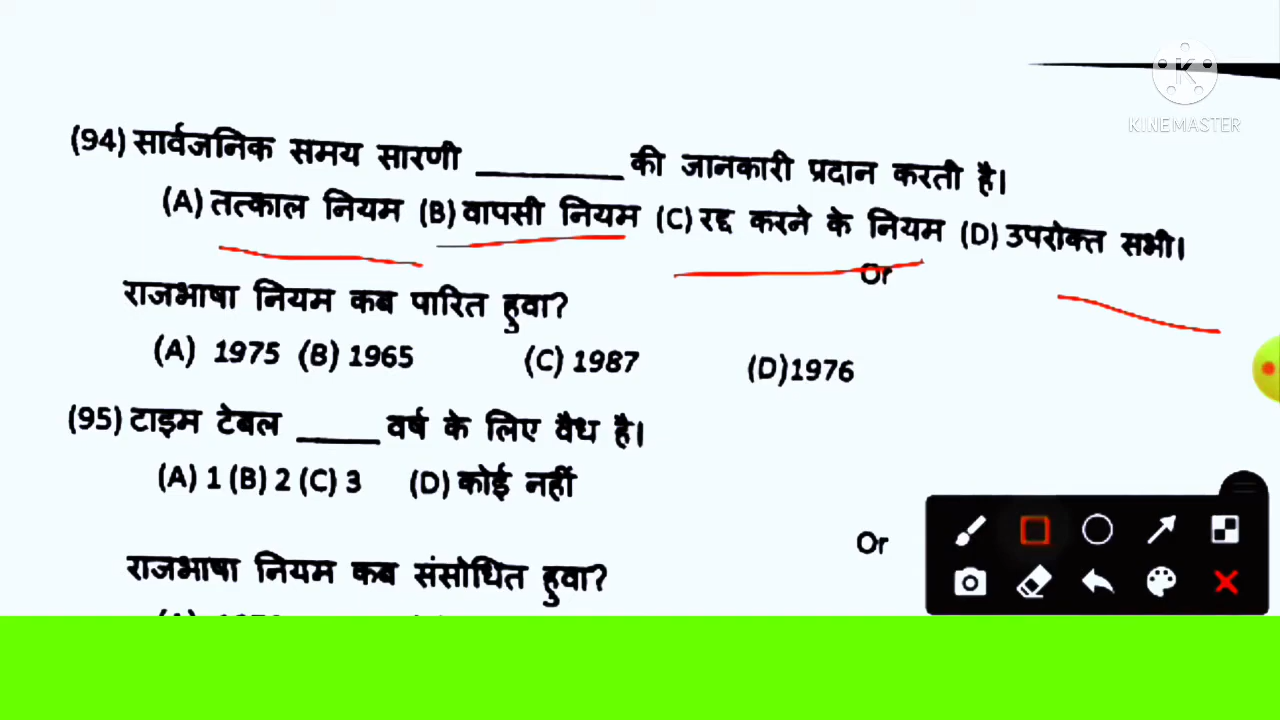 KINEMASTER
(94) सार्वजनिक समय सारणी ________ की जानकारी प्रदान करती है।
(A) तत्काल नियम (B) वापसी नियम (C) रद्द करने के नियम (D) उपरोक्त सभी।
Or
राजभाषा नियम कब पारित हुवा?
(A) 1975 (B) 1965 (C) 1987 (D)1976
(95) टाइम टेबल _____ वर्ष के लिए वैध है।
(A) 1 (B) 2 (C) 3 (D) कोई नहीं
Or
राजभाषा नियम कब संसोधित हुवा?